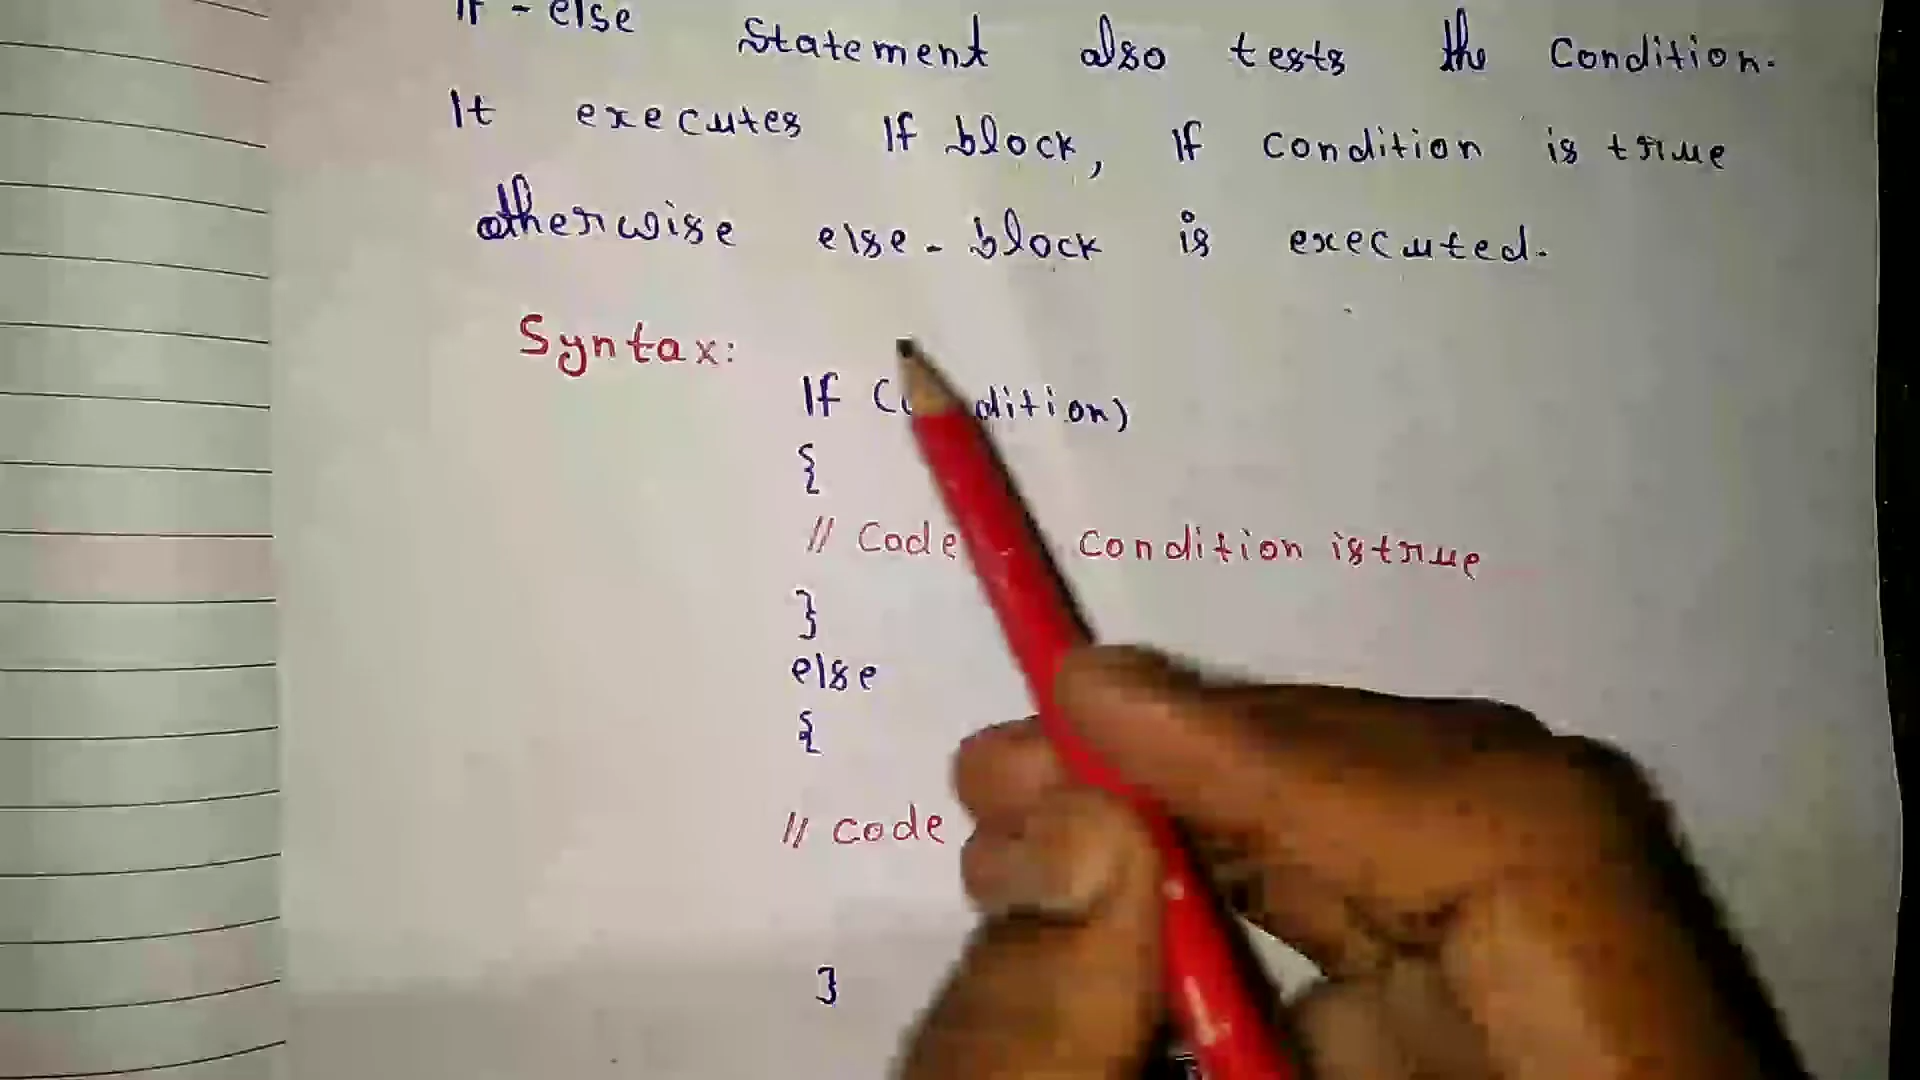 If - else Statement also tests the Condition.
It executes If block, If condition is true
otherwise else - block is executed.
Syntax:
If (condition)
{
// Code Condition is true
}
else
{
// code
}